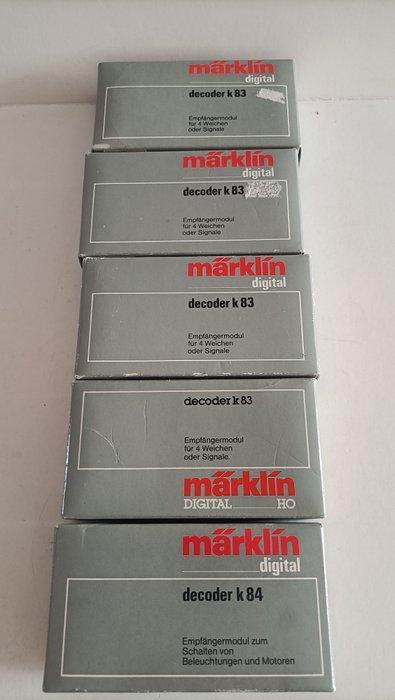 märklin
digital
decoder k 83
Empfängermodul
für 4 Weichen
oder Signale
märklin
digital
decoder k 83
Empfängermodul
für 4 Weichen
oder Signale
märklin
digital
decoder k 83
Empfängermodul
für 4 Weichen
oder Signale
decoder k 83
Empfängermodul
für 4 Weichen
oder Signale.
märklin
DIGITAL HO
märklin
digital
decoder k 84
Empfängermodul zum
Schalten von
Beleuchtungen und Motoren